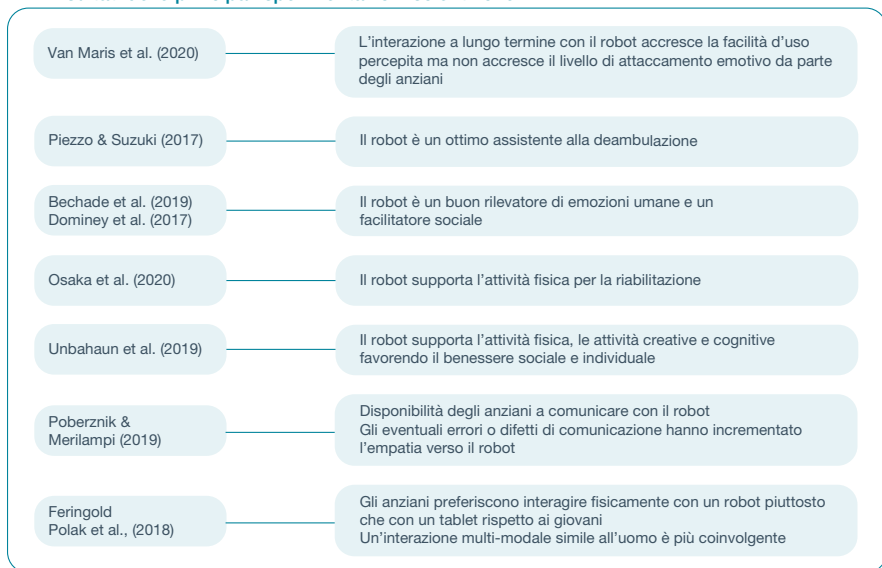 Van Maris et al. (2020)
L'interazione a lungo termine con il robot accresce la facilità d'uso
percepita ma non accresce il livello di attaccamento emotivo da parte
degli anziani
Piezzo & Suzuki (2017)
Il robot è un ottimo assistente alla deambulazione
Bechade et al. (2019)
Dominey et al. (2017)
Il robot è un buon rilevatore di emozioni umane e un
facilitatore sociale
Osaka et al. (2020)
Il robot supporta l'attività fisica per la riabilitazione
Unbahaun et al. (2019)
Il robot supporta l'attività fisica, le attività creative e cognitive
favorendo il benessere sociale e individuale
Poberznik &
Merilampi (2019)
Disponibilità degli anziani a comunicare con il robot
Gli eventuali errori o difetti di comunicazione hanno incrementato
l'empatia verso il robot
Feringold
Polak et al., (2018)
Gli anziani preferiscono interagire fisicamente con un robot piuttosto
che con un tablet rispetto ai giovani
Un'interazione multi-modale simile all'uomo è più coinvolgente